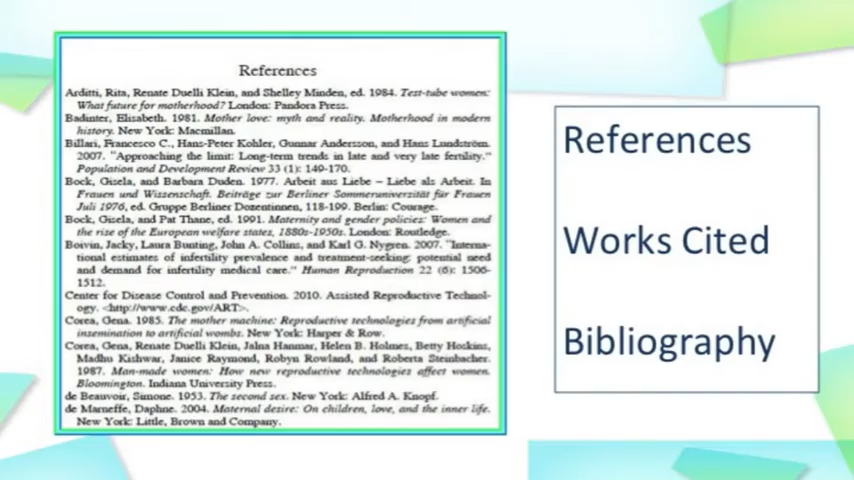 References
Arditti, Rita, Renate Duelli Klein, and Shelley Minden, ed. 1984. Test-tube women:
What future for motherhood? London: Pandora Press.
Badinter, Elisabeth. 1981. Mother love: myth and reality. Motherhood in modern
history. New York: Macmillan.
Billari, Francesco C., Hans-Peter Kohler, Gunnar Andersson, and Hans Lundström.
2007. "Approaching the limit: Long-term trends in late and very late fertility."
Population and Development Review 33 (1): 149-170.
Bock, Gisela, and Barbara Duden. 1977. Arbeit aus Liebe – Liebe als Arbeit. In
Frauen und Wissenschaft. Beiträge zur Berliner Sommeruniversität für Frauen
Juli 1976, ed. Gruppe Berliner Dozentinnen, 118-199. Berlin: Courage.
Bock, Gisela, and Pat Thane, ed. 1991. Maternity and gender policies: Women and
the rise of the European welfare states, 1880s-1950s. London: Routledge.
Boivin, Jacky, Laura Bunting, John A. Collins, and Karl G. Nygren. 2007. "Interna-
tional estimates of infertility prevalence and treatment-seeking: potential need
and demand for infertility medical care." Human Reproduction 22 (6): 1506-
1512.
Center for Disease Control and Prevention. 2010. Assisted Reproductive Technol-
ogy. <http://www.cdc.gov/ART>.
Corea, Gena. 1985. The mother machine: Reproductive technologies from artificial
insemination to artificial wombs. New York: Harper & Row.
Corea, Gena, Renate Duelli Klein, Jalna Hanmar, Helen B. Holmes, Betty Hoskins,
Madhu Kishwar, Janice Raymond, Robyn Rowland, and Roberta Steinbacher.
1987. Man-made women: How new reproductive technologies affect women.
Bloomington. Indiana University Press.
de Beauvoir, Simone. 1953. The second sex. New York: Alfred A. Knopf.
de Marneffe, Daphne. 2004. Maternal desire: On children, love, and the inner life.
New York: Little, Brown and Company.
References
Works Cited
Bibliography